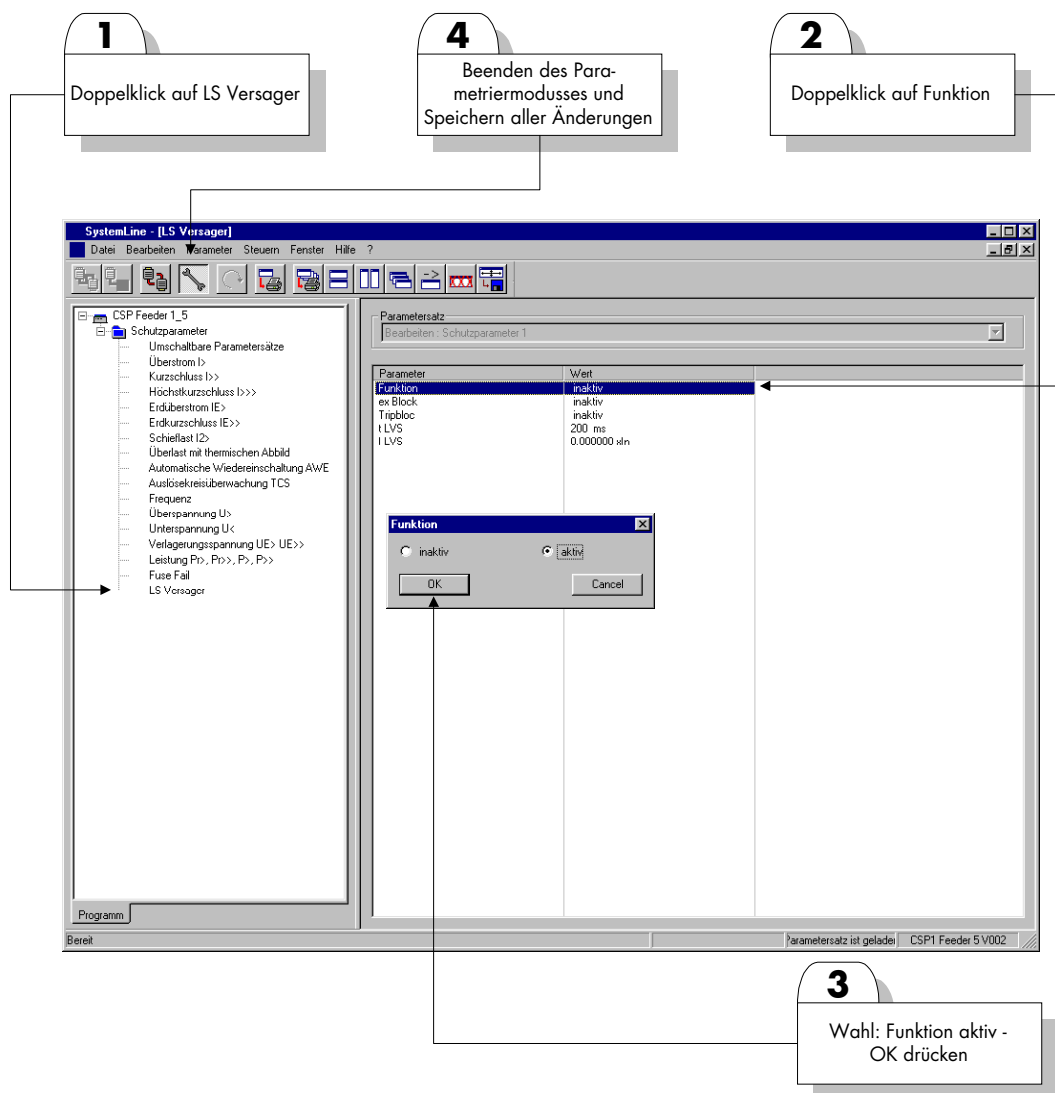 1
Doppelklick auf LS Versager
4
Beenden des Para-
metriermodusses und
Speichern aller Änderungen
2
Doppelklick auf Funktion
SystemLine - [LS Versager]
Datei Bearbeiten Parameter Steuern Fenster Hilfe ?
CSP Feeder 1_5
Schutzparameter
Umschaltbare Parametersätze
Überstrom I>
Kurzschluss I>>
Höchstkurzschluss I>>>
Erdüberstrom IE>
Erdkurzschluss IE>>
Schieflast I2>
Überlast mit thermischen Abbild
Automatische Wiedereinschaltung AWE
Auslösekreisüberwachung TCS
Frequenz
Überspannung U>
Unterspannung U<
Verlagerungsspannung UE> UE>>
Leistung Pr>, Pr>>, P>, P>>
Fuse Fail
LS Versager
Programm
Parametersatz
Bearbeiten : Schutzparameter 1
Parameter Wert
Funktion inaktiv
ex Block inaktiv
Tripbloc inaktiv
t LVS 200 ms
I LVS 0.000000 xIn
Funktion
inaktiv aktiv
OK Cancel
Bereit
Parametersatz ist gelader CSP1 Feeder 5 V002
3
Wahl: Funktion aktiv -
OK drücken